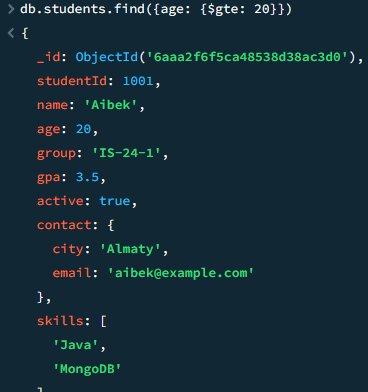 > db.students.find({age: {$gte: 20}})
< {
_id: ObjectId('6aaa2f6f5ca48538d38ac3d0'),
studentId: 1001,
name: 'Aibek',
age: 20,
group: 'IS-24-1',
gpa: 3.5,
active: true,
contact: {
city: 'Almaty',
email: 'aibek@example.com'
},
skills: [
'Java',
'MongoDB'
]